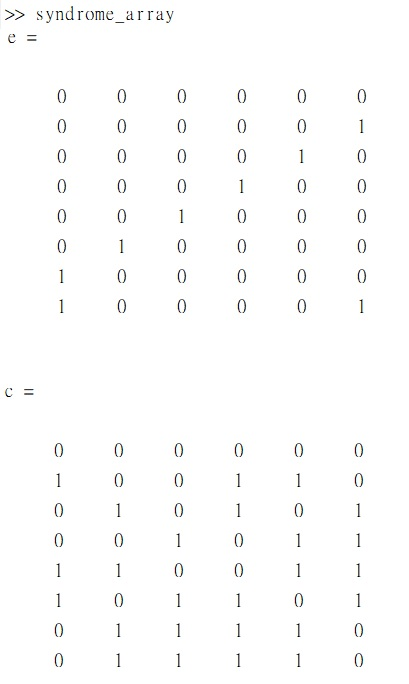 >> syndrome_array
e =
0 0 0 0 0 0
0 0 0 0 0 1
0 0 0 0 1 0
0 0 0 1 0 0
0 0 1 0 0 0
0 1 0 0 0 0
1 0 0 0 0 0
1 0 0 0 0 1
c =
0 0 0 0 0 0
1 0 0 1 1 0
0 1 0 1 0 1
0 0 1 0 1 1
1 1 0 0 1 1
1 0 1 1 0 1
0 1 1 1 1 0
0 1 1 1 1 0